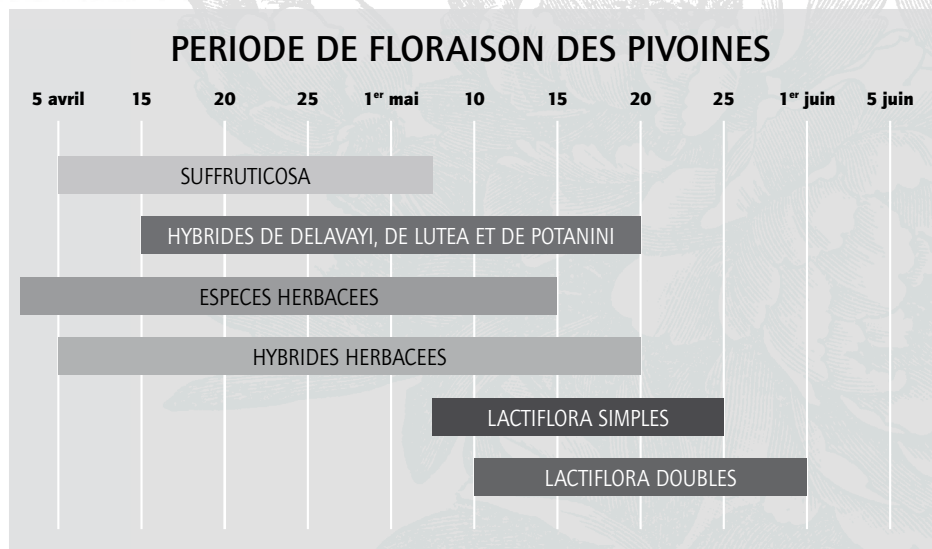 PERIODE DE FLORAISON DES PIVOINES
5 avril 15 20 25 1er mai 10 15 20 25 1er juin 5 juin
SUFFRUTICOSA
HYBRIDES DE DELAVAYI, DE LUTEA ET DE POTANINI
ESPECES HERBACEES
HYBRIDES HERBACEES
LACTIFLORA SIMPLES
LACTIFLORA DOUBLES